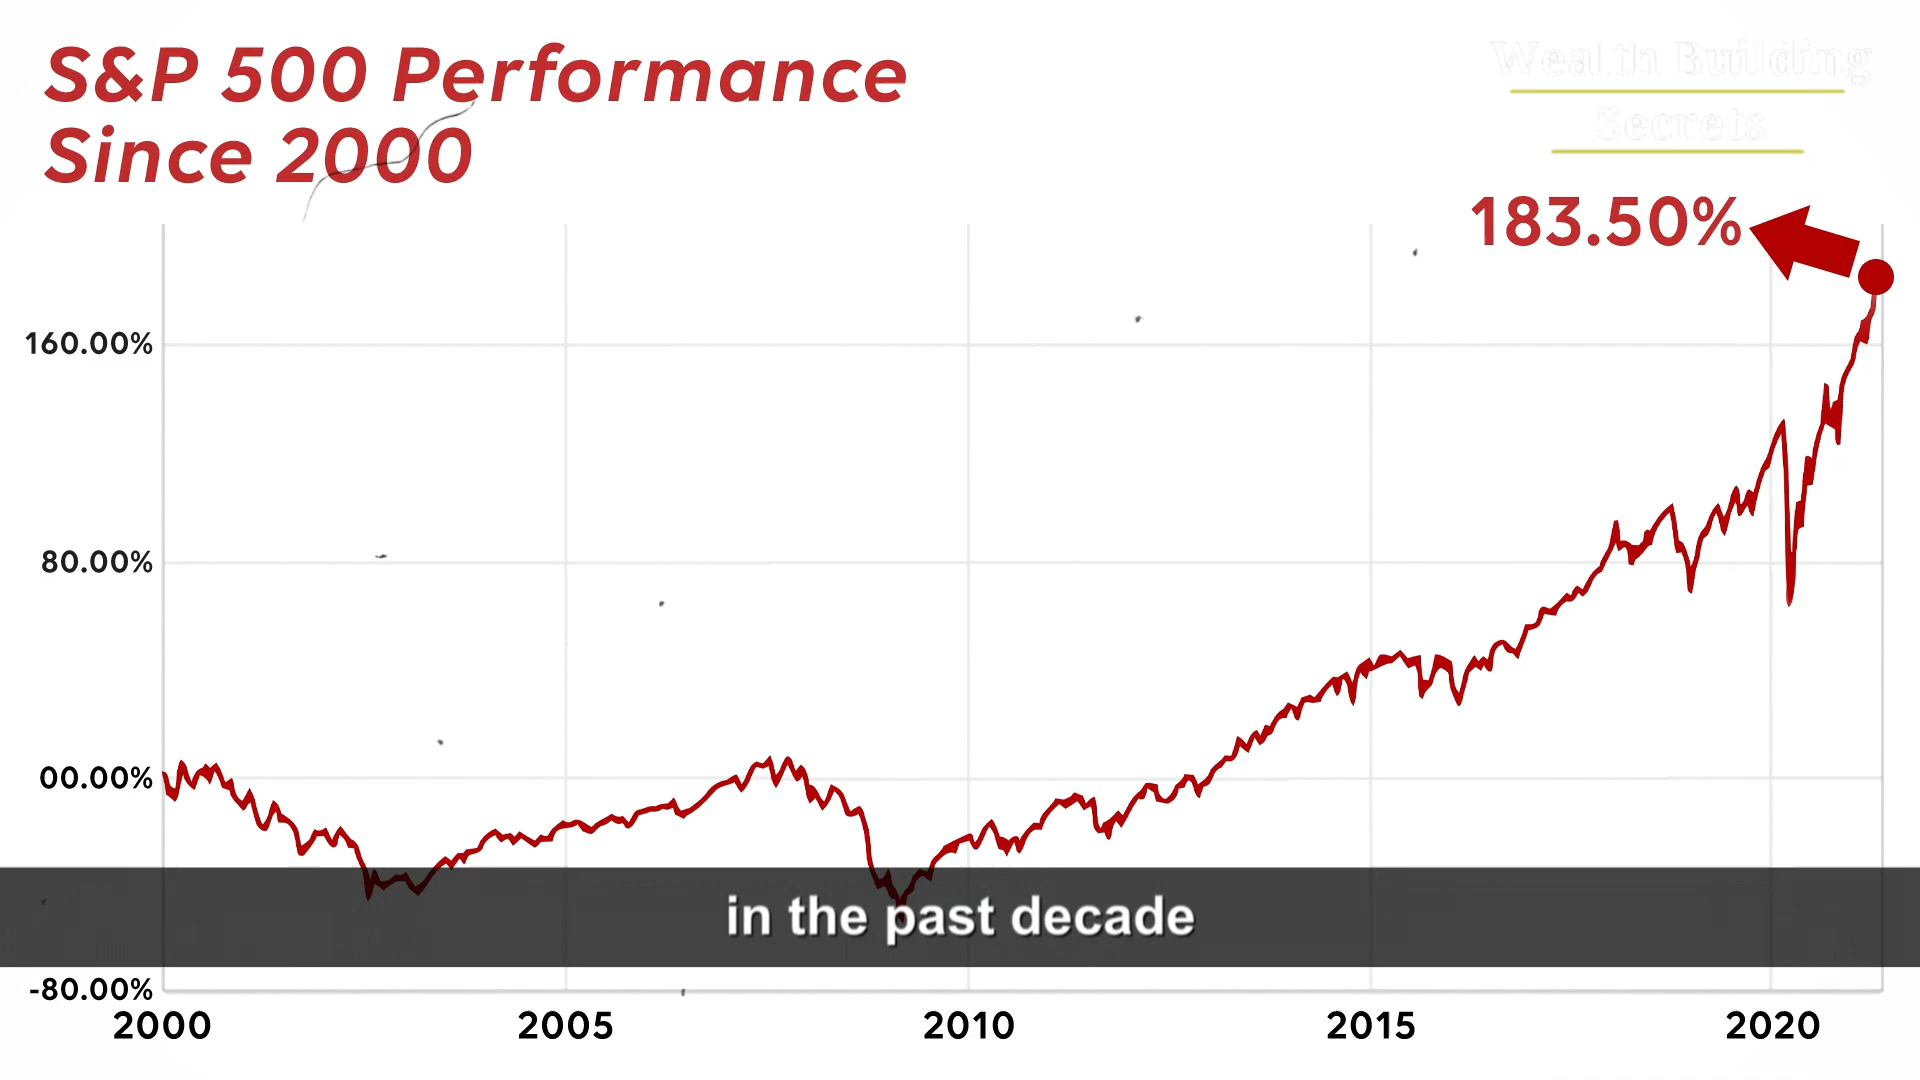 S&P 500 Performance
Since 2000
Wealth Building
Secrets
183.50%
160.00%
80.00%
00.00%
in the past decade
-80.00%
2000 2005 2010 2015 2020